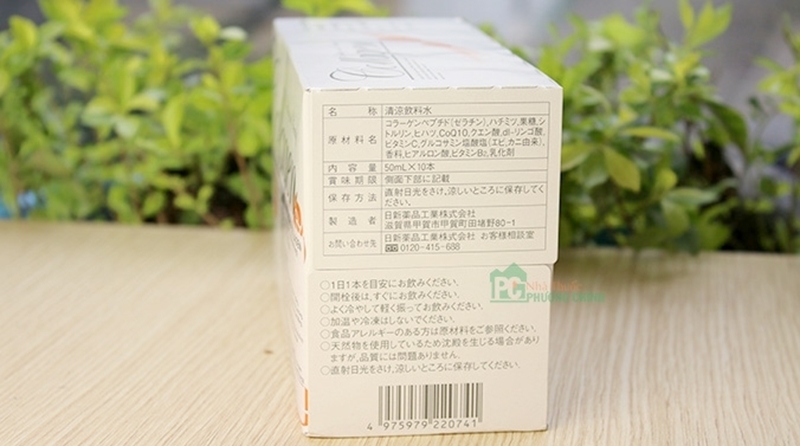 名 称 清涼飲料水
原材料名 コラーゲンペプチド(ゼラチン),ハチミツ,果糖,シ
トルリン,ヒハツ,CoQ10,クエン酸,dl-リンゴ酸,
ビタミンC,グルコサミン塩酸塩(エビ,カニ由来),
香料,ヒアルロン酸,ビタミンB2,乳化剤
内容量 50mL×10本
賞味期限 側面下部に記載
保存方法 直射日光をさけ,涼しいところに保存してく
ださい.
製造者 日新薬品工業株式会社
滋賀県甲賀市甲賀町田堵野80-1
お問い合わせ先 日新薬品工業株式会社 お客様相談室
0120-415-688
○1日1本を目安にお飲みください.
○開栓後は,すぐにお飲みください.
○よく冷やして軽く振ってお飲みください.
○加温や冷凍はしないでください.
○食品アレルギーのある方は原材料をご参照ください.
○天然物を使用しているため沈殿を生じる場合があり
ますが,品質には問題ありません.
○直射日光をさけ,涼しいところに保存してください.
PC
PHƯƠNG CHINH
4 975979 220741